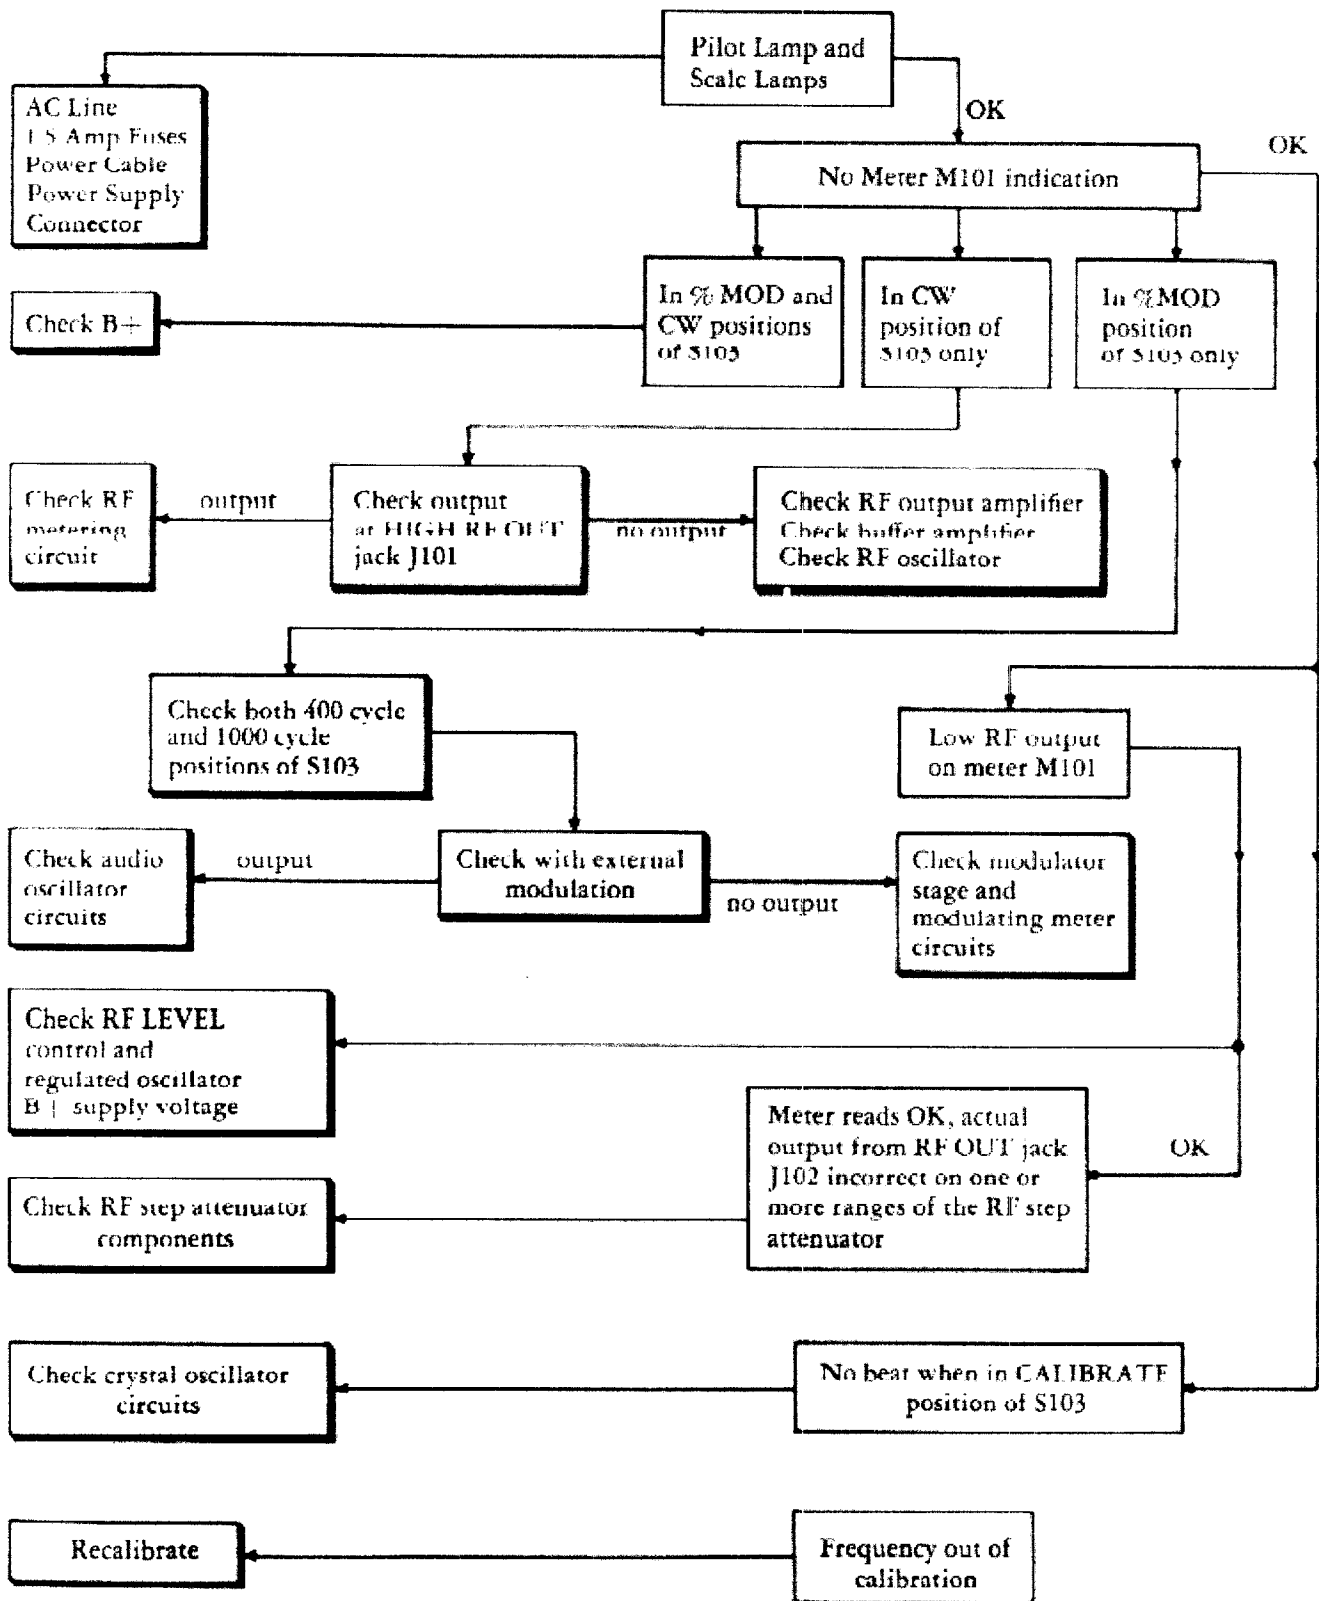 Pilot Lamp and
Scale Lamps
OK
OK
AC Line
1.5 Amp Fuses
Power Cable
Power Supply
Connector
No Meter M101 indication
In % MOD and
CW positions
of S103
In CW
position of
S103 only
In %MOD
position
of S103 only
Check B+
Check RF
metering
circuit
output
Check output
at HIGH RF OUT
jack J101
no output
Check RF output amplifier
Check buffer amplifier
Check RF oscillator
Check both 400 cycle
and 1000 cycle
positions of S103
Low RF output
on meter M101
Check audio
oscillator
circuits
output
Check with external
modulation
no output
Check modulator
stage and
modulating meter
circuits
Check RF LEVEL
control and
regulated oscillator
B+ supply voltage
Meter reads OK, actual
output from RF OUT jack
J102 incorrect on one or
more ranges of the RF step
attenuator
OK
Check RF step attenuator
components
Check crystal oscillator
circuits
No beat when in CALIBRATE
position of S103
Recalibrate
Frequency out of
calibration